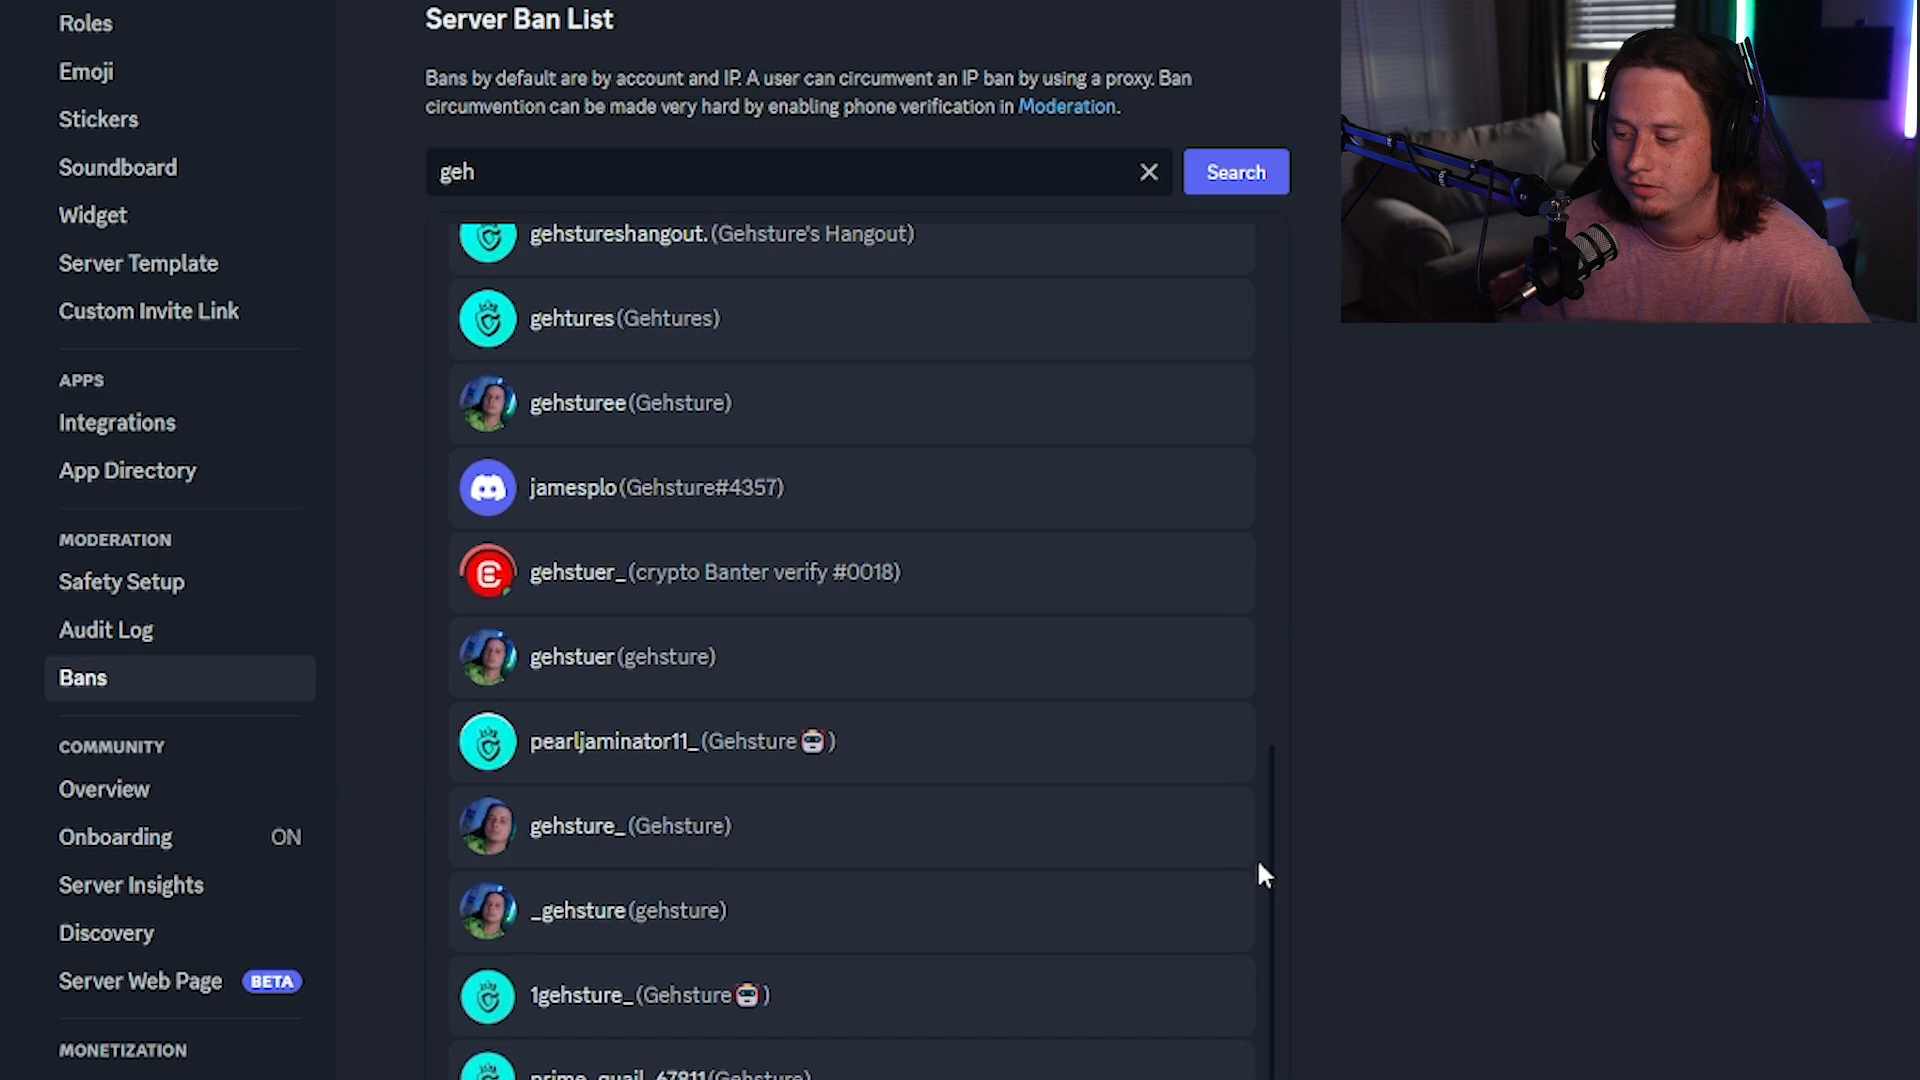 Roles
Emoji
Stickers
Soundboard
Widget
Server Template
Custom Invite Link
APPS
Integrations
App Directory
MODERATION
Safety Setup
Audit Log
Bans
COMMUNITY
Overview
Onboarding ON
Server Insights
Discovery
Server Web Page BETA
MONETIZATION
Server Ban List
Bans by default are by account and IP. A user can circumvent an IP ban by using a proxy. Ban
circumvention can be made very hard by enabling phone verification in Moderation.
geh
Search
gehstureshangout. (Gehsture's Hangout)
gehtures (Gehtures)
gehsturee (Gehsture)
jamesplo (Gehsture#4357)
gehstuer_ (crypto Banter verify #0018)
gehstuer (gehsture)
pearljaminator11_ (Gehsture 🤖 )
gehsture_ (Gehsture)
_gehsture (gehsture)
1gehsture_ (Gehsture 🤖 )
prime_quail_67811 (Gehsture)